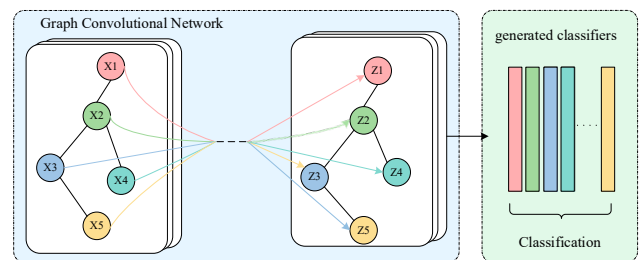 Graph Convolutional Network
generated classifiers
X1
X2
X3
X4
X5
Z1
Z2
Z3
Z4
Z5
Classification